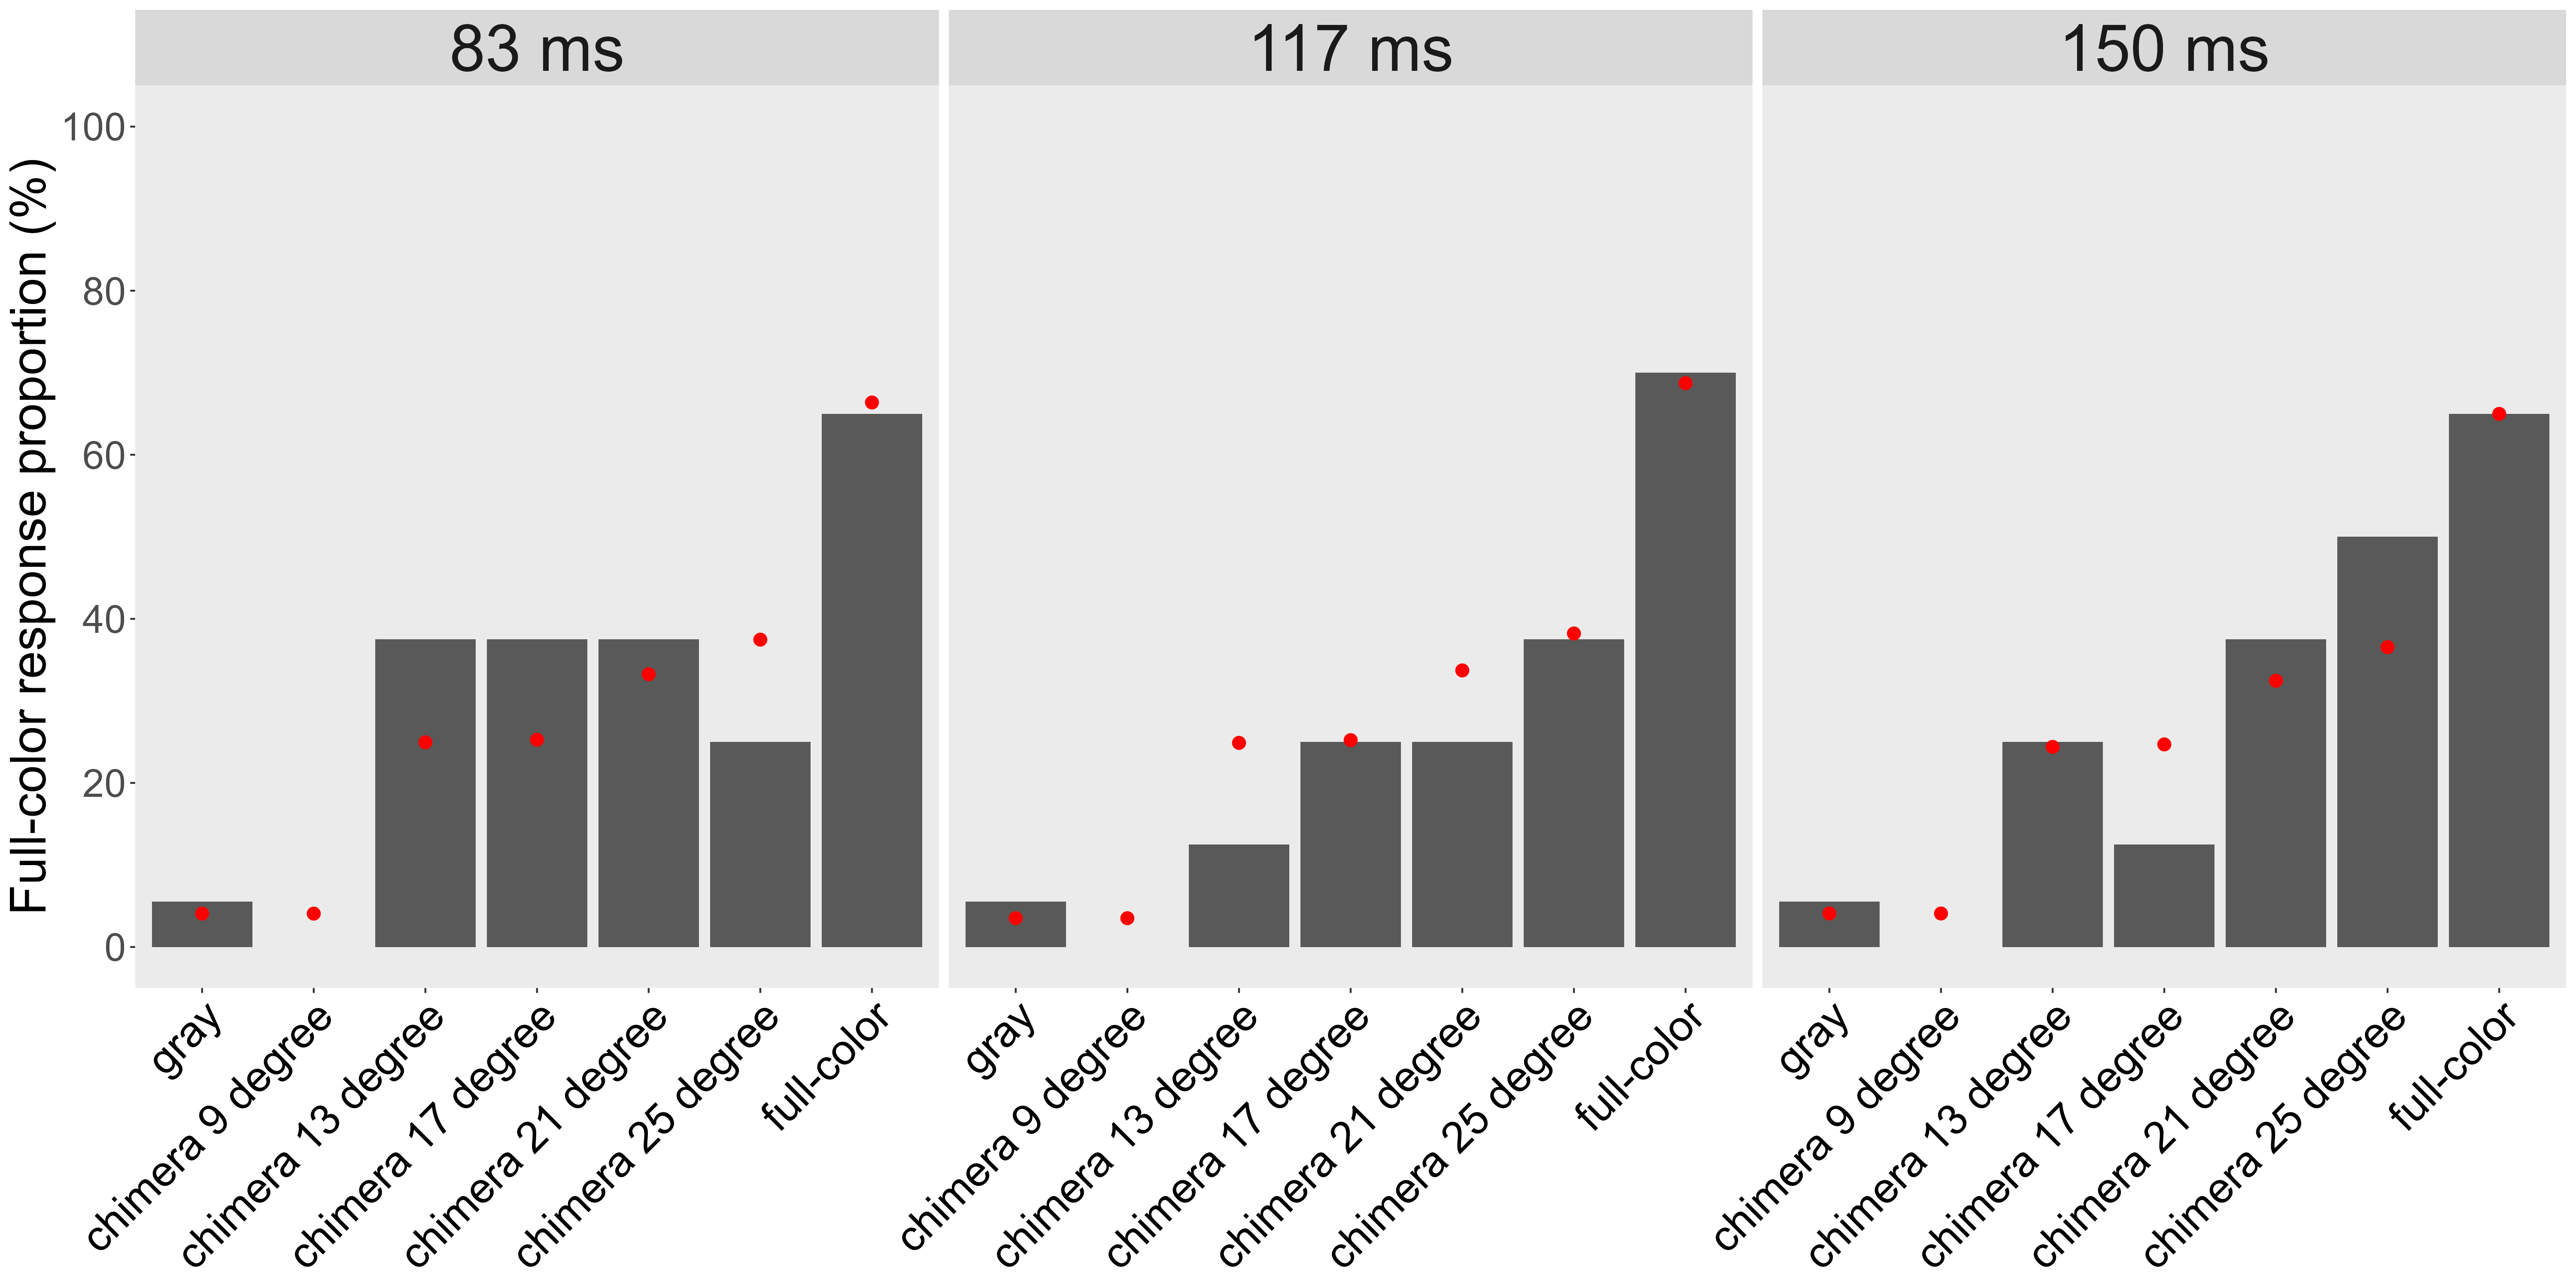 83 ms
117 ms
150 ms
Full-color response proportion (%)
100
80
60
40
20
0
gray
chimera 9 degree
chimera 13 degree
chimera 17 degree
chimera 21 degree
chimera 25 degree
full-color
gray
chimera 9 degree
chimera 13 degree
chimera 17 degree
chimera 21 degree
chimera 25 degree
full-color
gray
chimera 9 degree
chimera 13 degree
chimera 17 degree
chimera 21 degree
chimera 25 degree
full-color